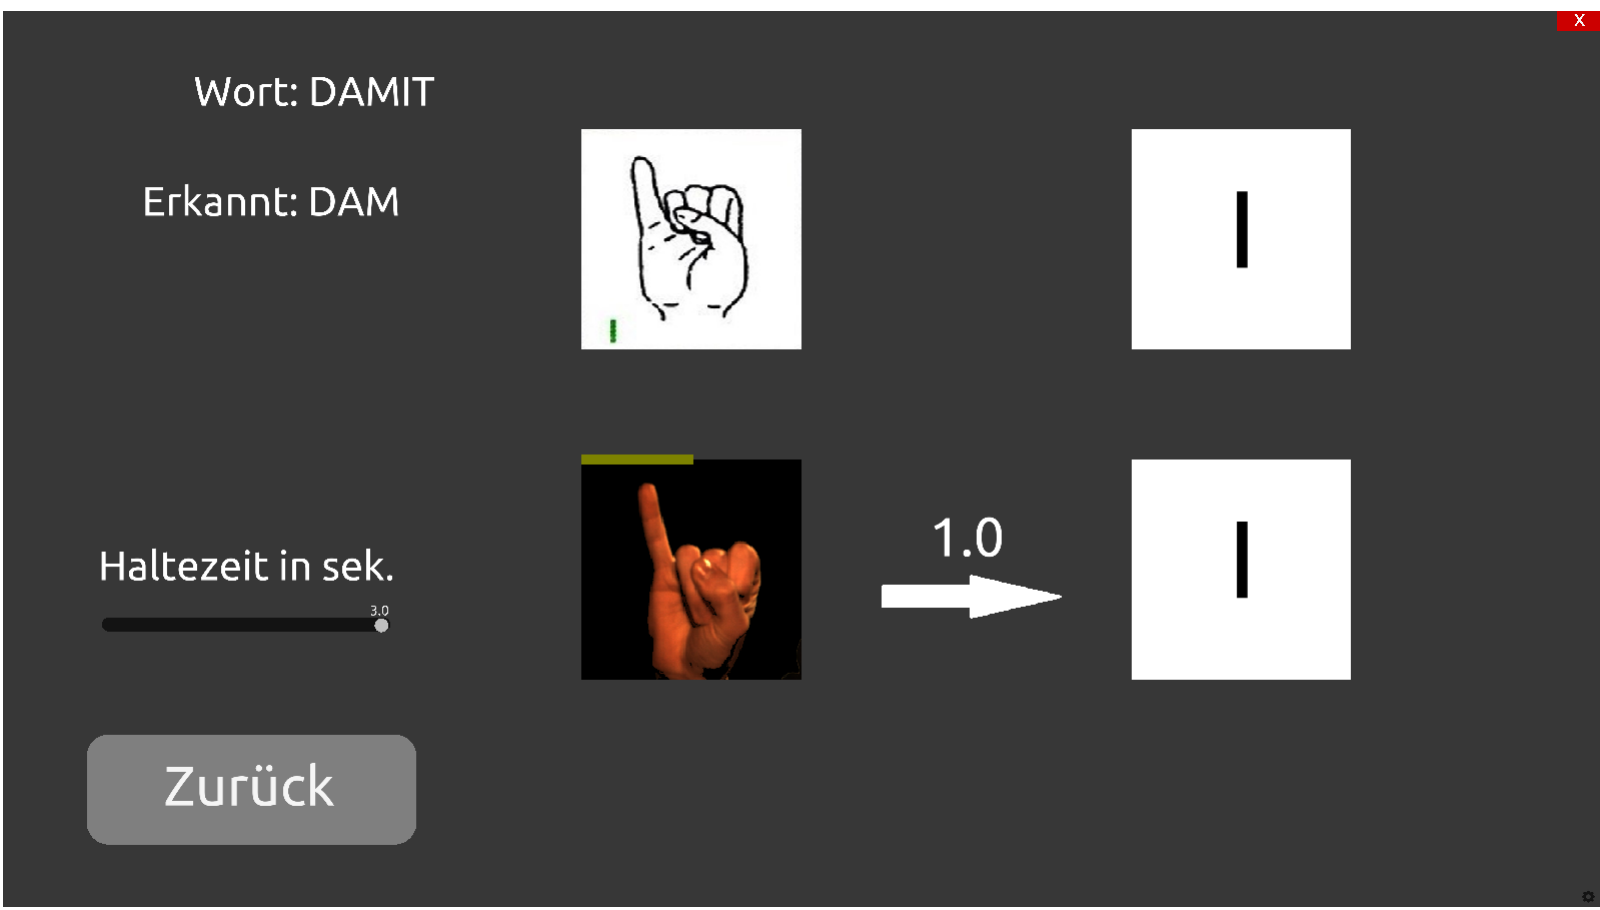 X
Wort: DAMIT
Erkannt: DAM
I
I
1.0
I
Haltezeit in sek.
3.0
Zurück